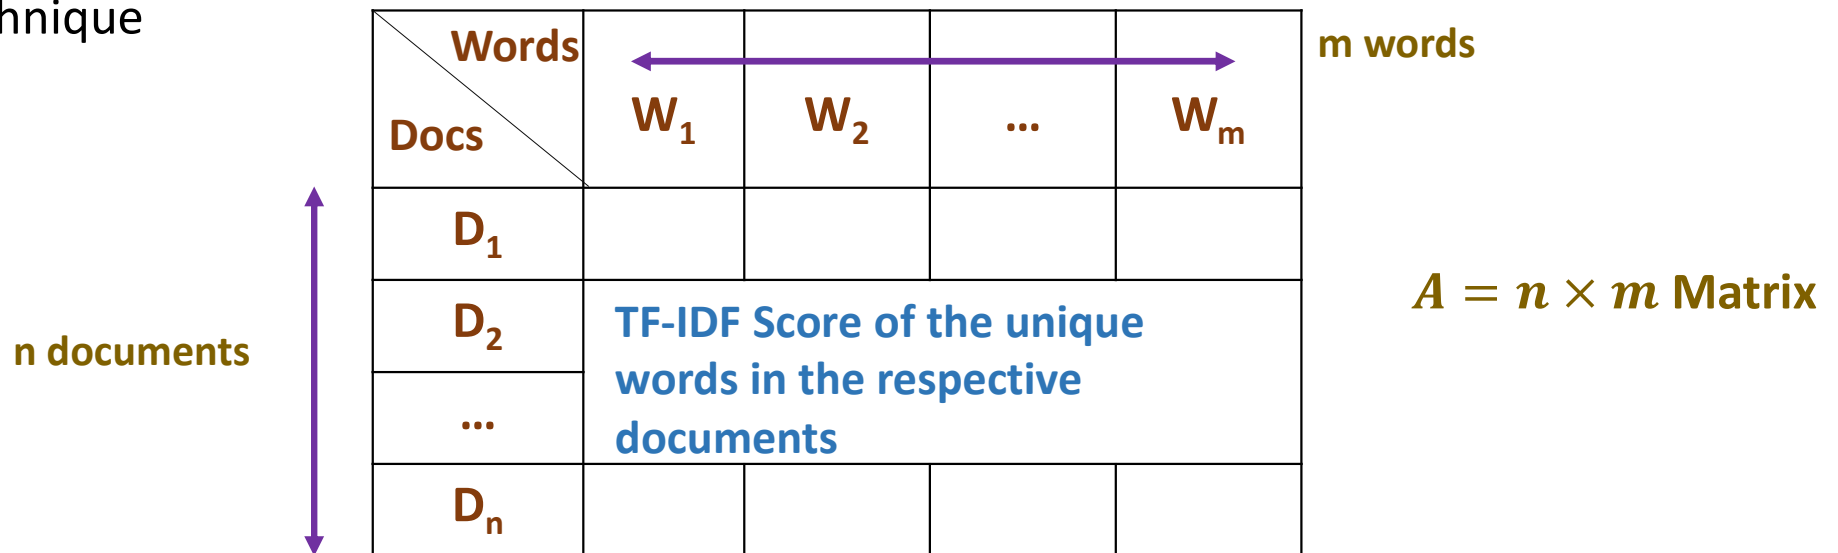 hnique
Words
m words
W₁ W₂ ... Wₘ
Docs
D₁
D₂
TF-IDF Score of the unique
words in the respective
documents
A = n × m Matrix
n documents
...
Dₙ